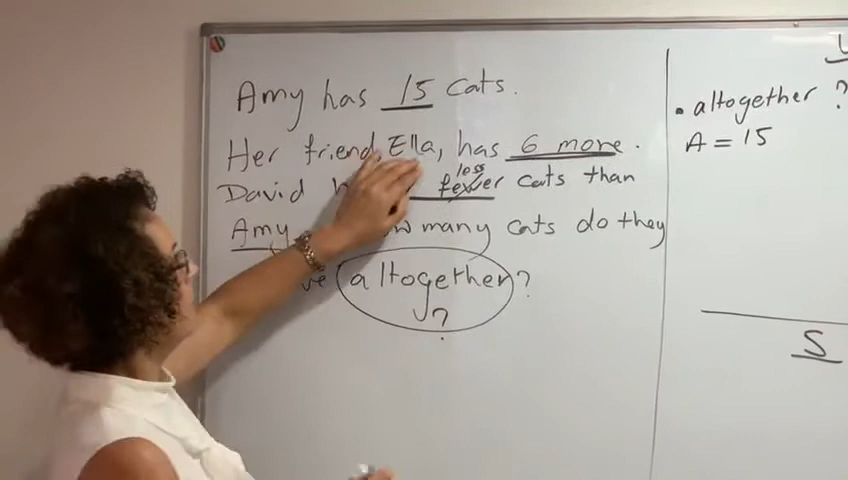 Amy has 15 cats.
Her friend, Ella, has 6 more.
less
David fewer cats than
Amy many cats do they
altogether?
?
• altogether ?
A = 15
S